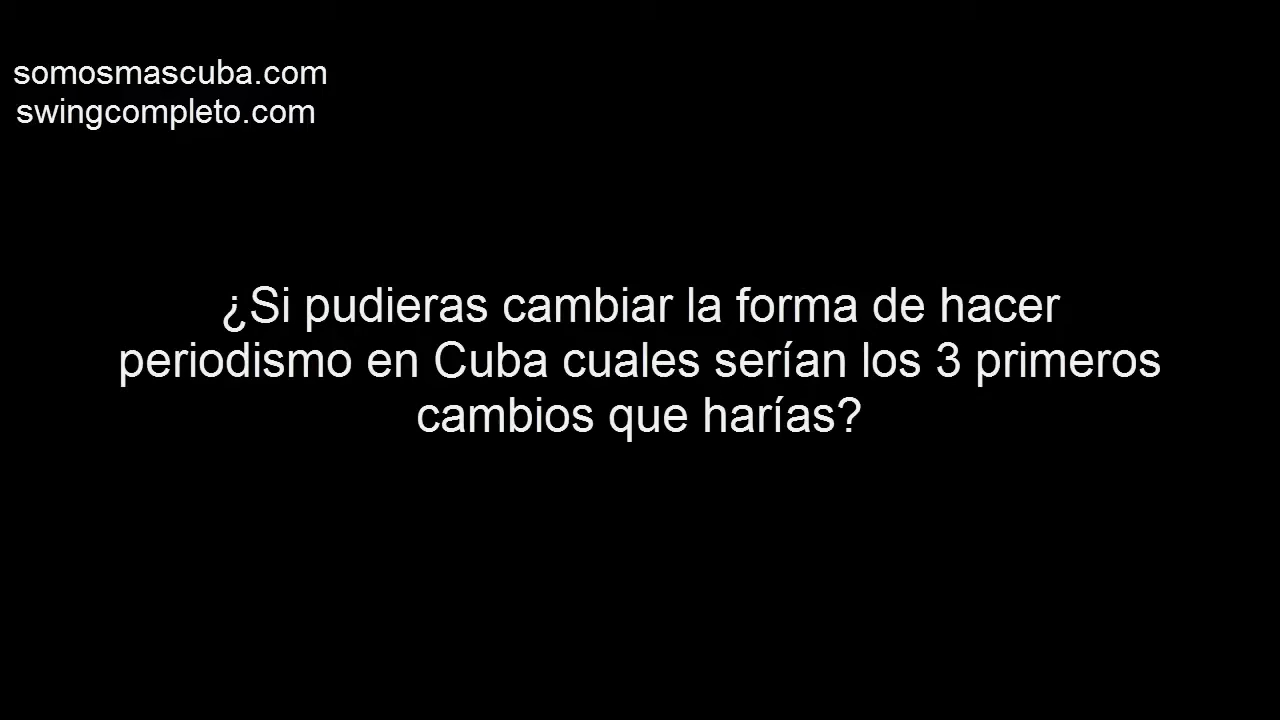 somosmascuba.com
swingcompleto.com
¿Si pudieras cambiar la forma de hacer
periodismo en Cuba cuales serían los 3 primeros
cambios que harías?